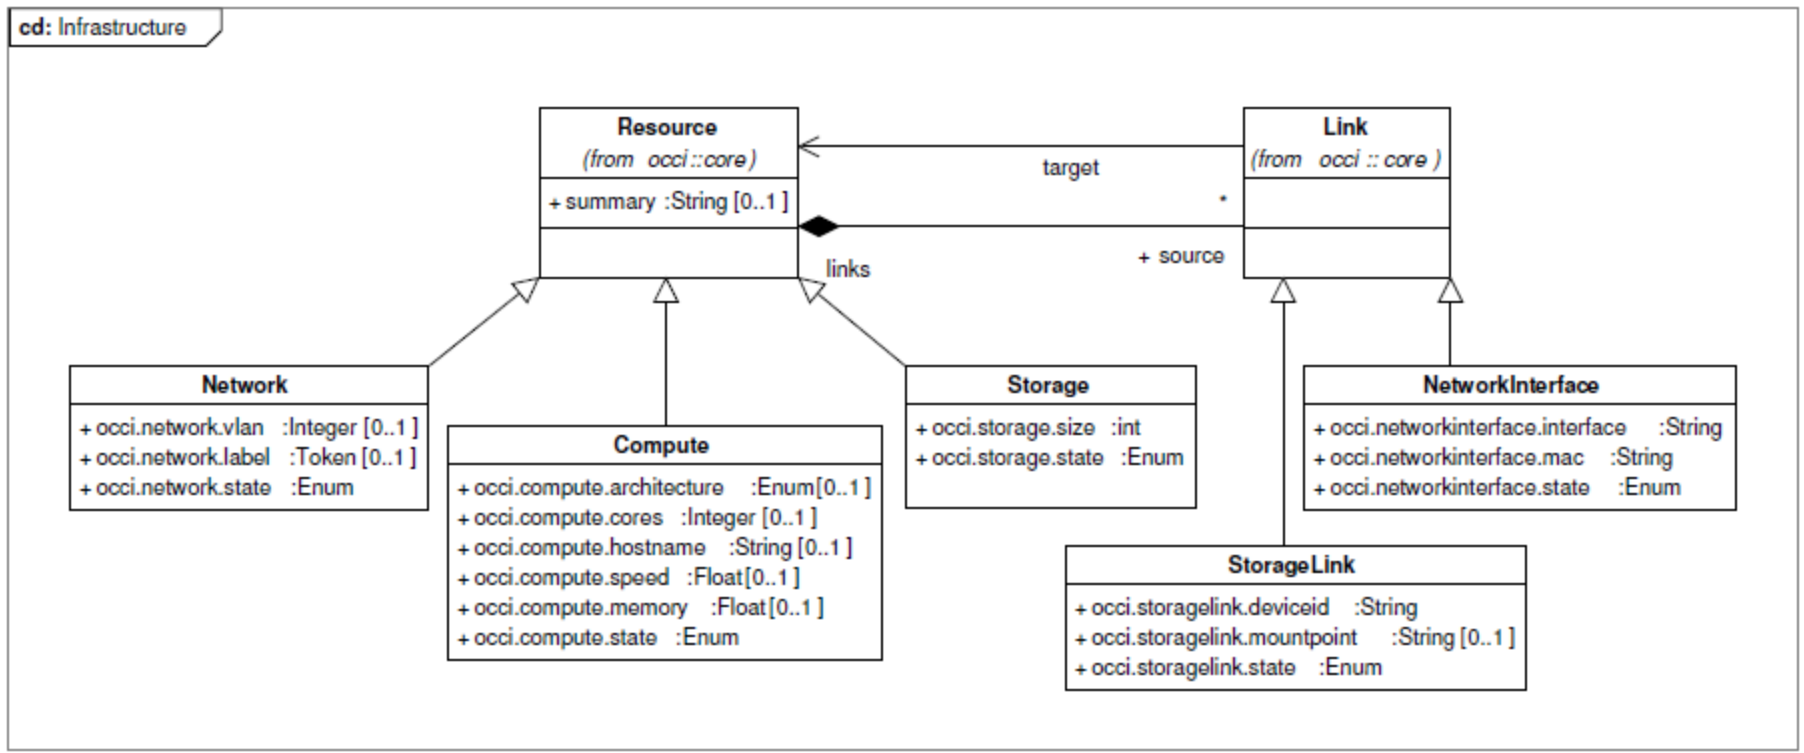 cd: Infrastructure
Resource
(from occi::core)
+ summary :String [0..1 ]
Link
(from occi :: core )
target
*
+ source
links
Network
+ occi.network.vlan :Integer [0..1 ]
+ occi.network.label :Token [0..1 ]
+ occi.network.state :Enum
Compute
+ occi.compute.architecture :Enum[0..1 ]
+ occi.compute.cores :Integer [0..1 ]
+ occi.compute.hostname :String [0..1 ]
+ occi.compute.speed :Float[0..1 ]
+ occi.compute.memory :Float[0..1 ]
+ occi.compute.state :Enum
Storage
+ occi.storage.size :int
+ occi.storage.state :Enum
NetworkInterface
+ occi.networkinterface.interface :String
+ occi.networkinterface.mac :String
+ occi.networkinterface.state :Enum
StorageLink
+ occi.storagelink.deviceid :String
+ occi.storagelink.mountpoint :String [0..1 ]
+ occi.storagelink.state :Enum